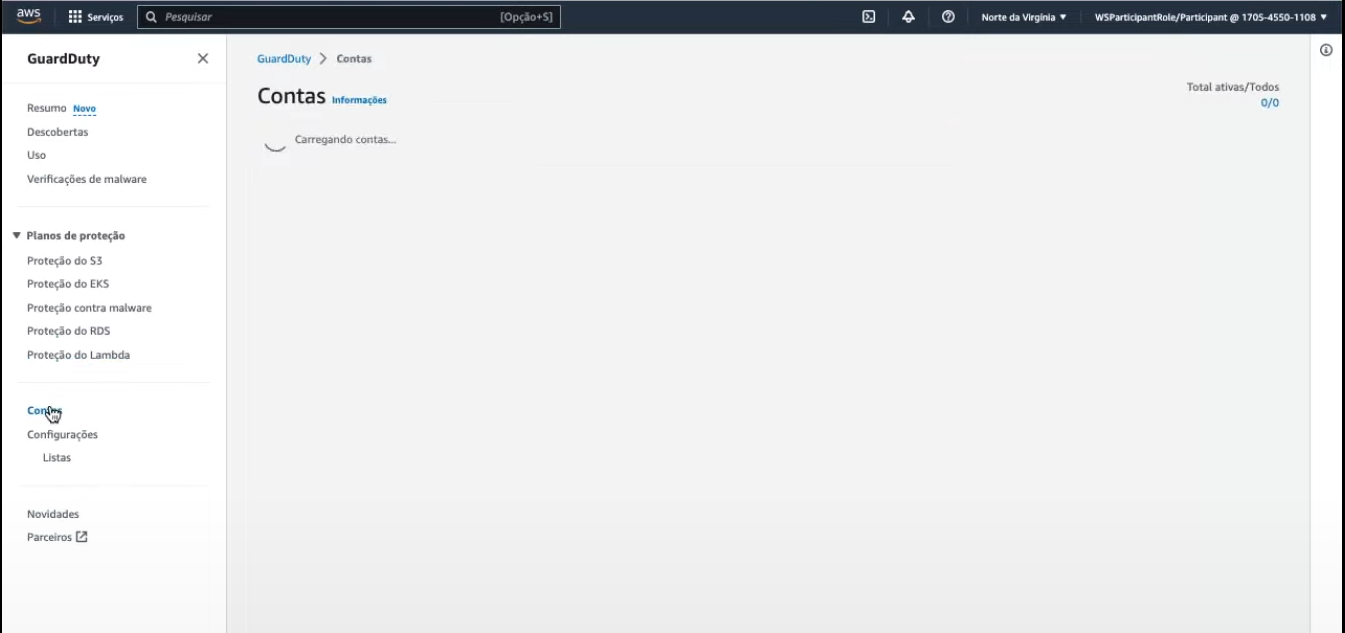 aws
Serviços
Pesquisar
[Opção+S]
Norte da Virgínia
WSParticipantRole/Participant @ 1705-4550-1108
GuardDuty
Resumo Novo
Descobertas
Uso
Verificações de malware
Planos de proteção
Proteção do S3
Proteção do EKS
Proteção contra malware
Proteção do RDS
Proteção do Lambda
Contas
Configurações
Listas
Novidades
Parceiros
GuardDuty > Contas
Contas Informações
Total ativas/Todos
0/0
Carregando contas...